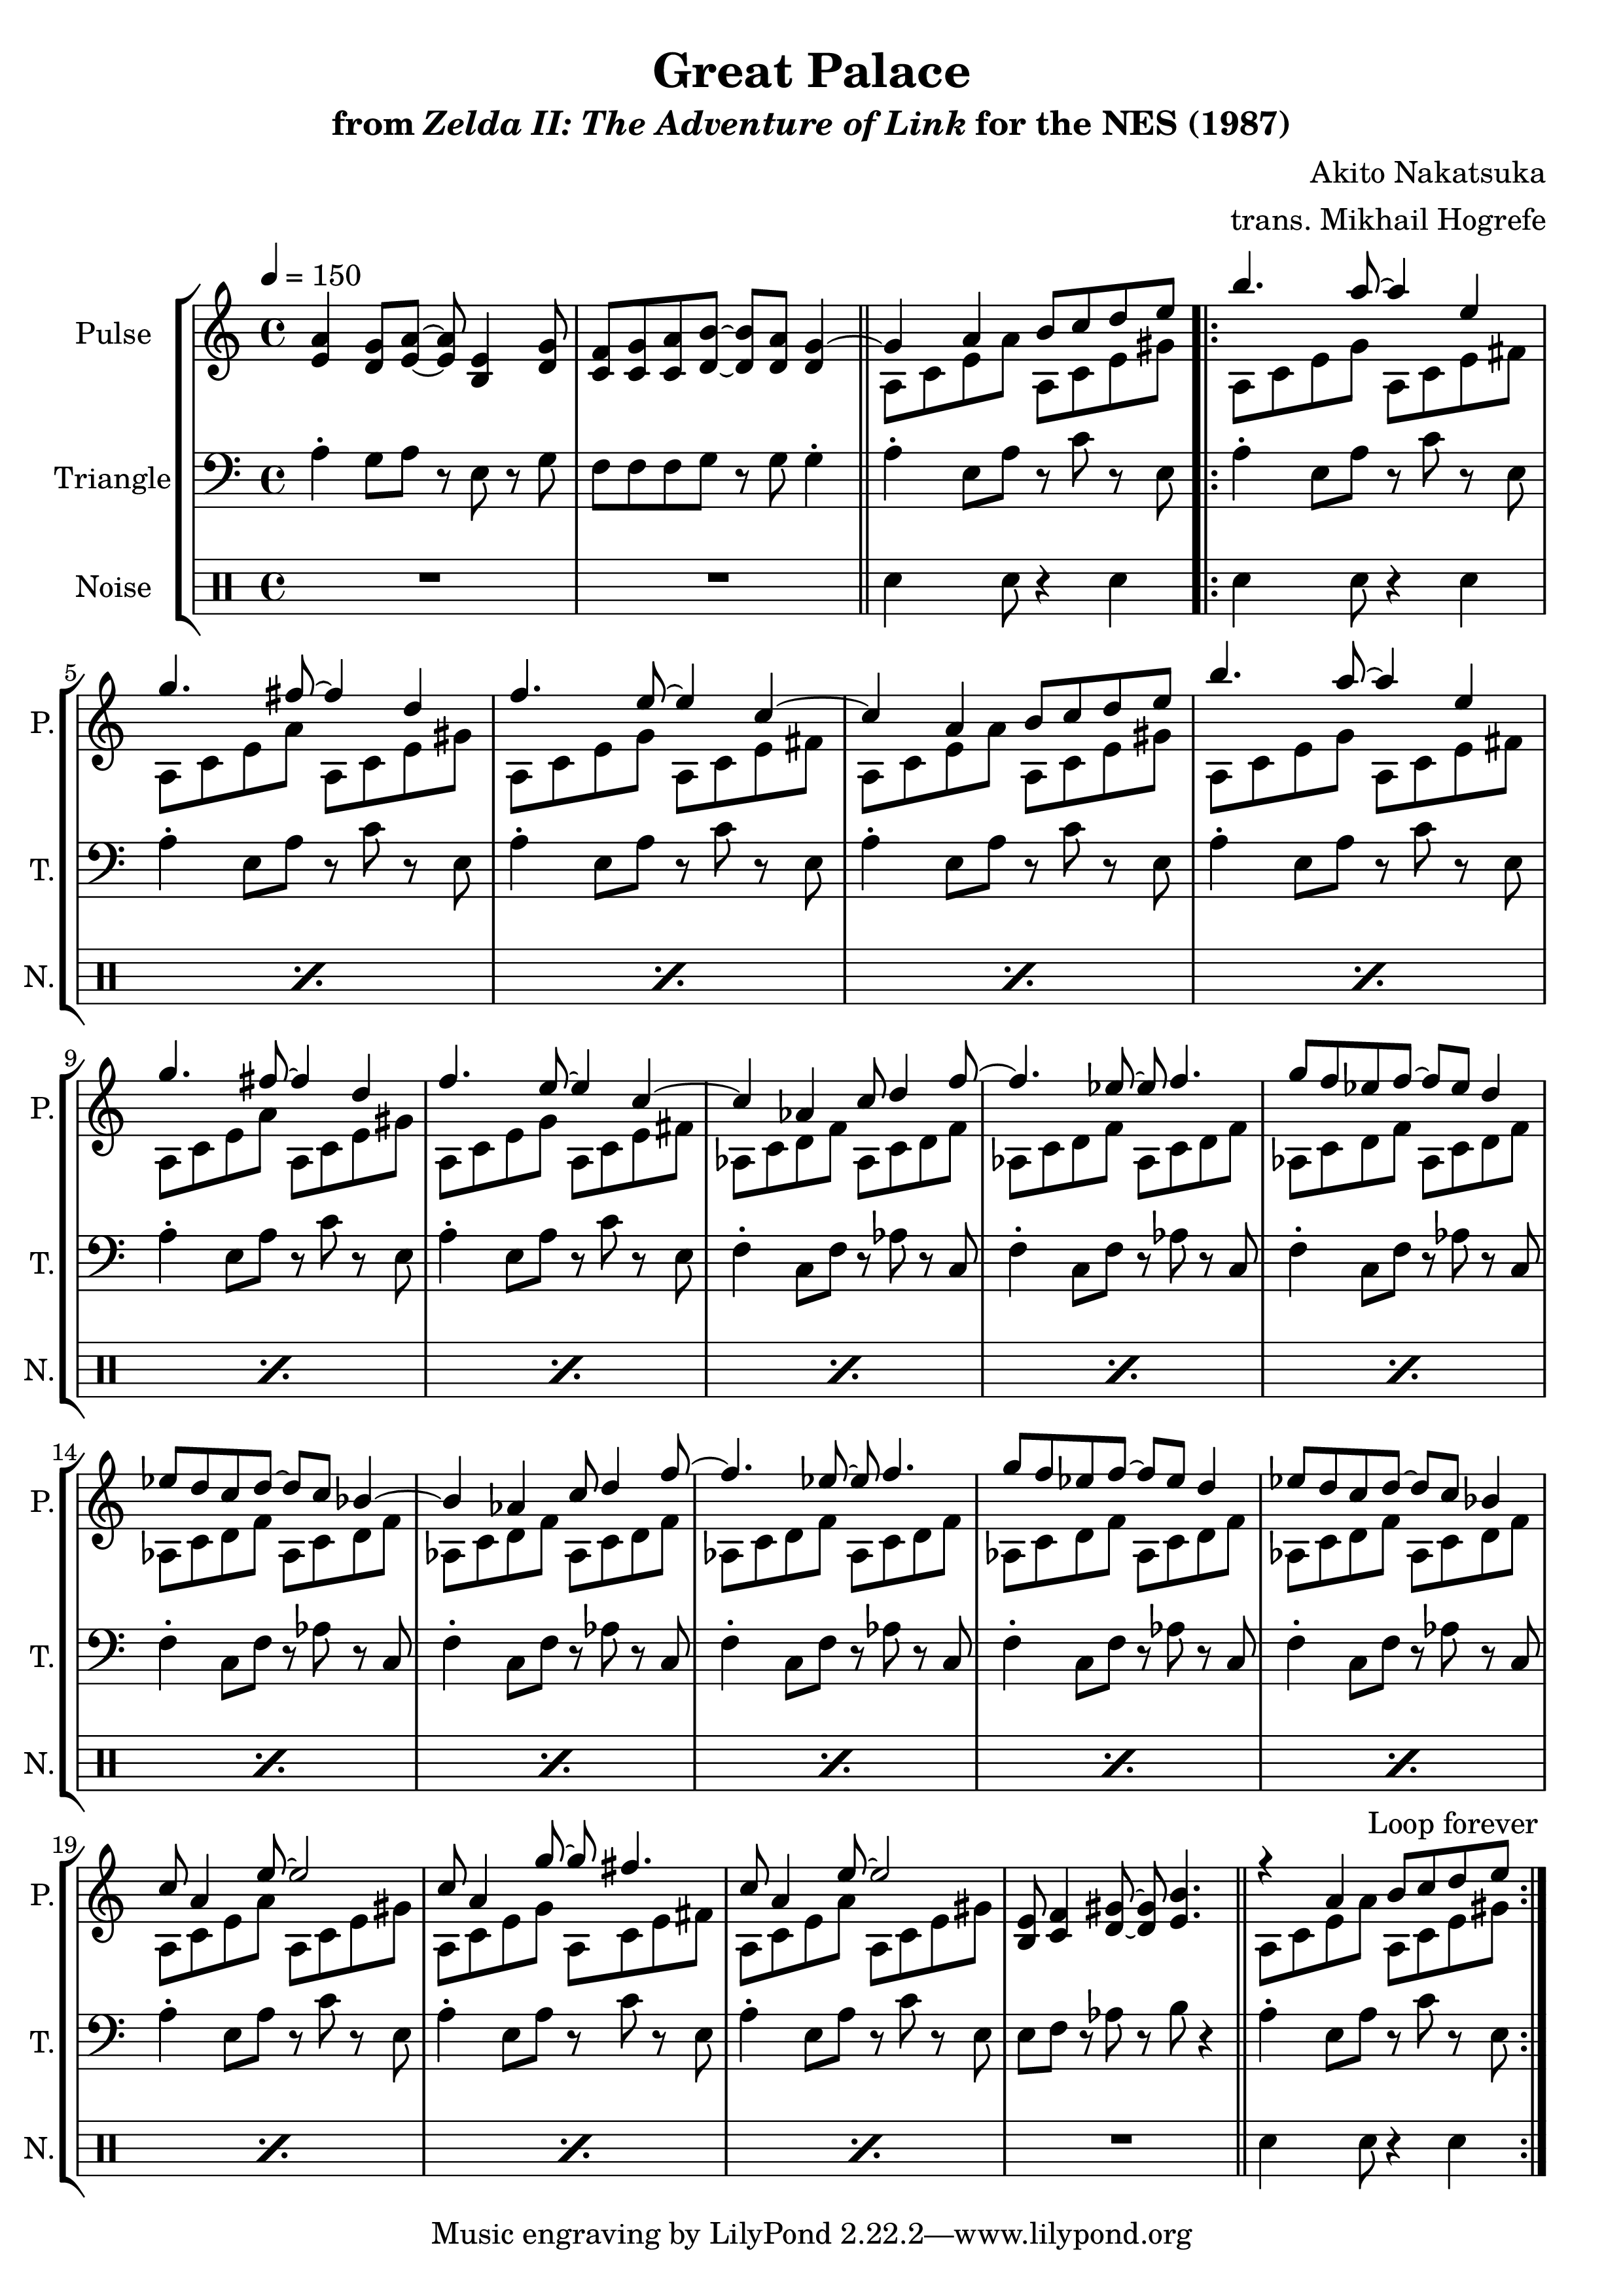 Great Palace
from Zelda II: The Adventure of Link for the NES (1987)
Akito Nakatsuka
trans. Mikhail Hogrefe
= 150
Pulse
Triangle
Noise
5
P.
T.
N.
9
P.
T.
N.
14
P.
T.
N.
Loop forever
19
P.
T.
N.
Music engraving by LilyPond 2.22.2—www.lilypond.org